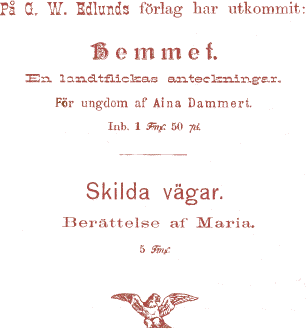 På G. W. Edlunds förlag har utkommit:
Hemmet.
En landtflickas anteckningar.
För ungdom af Aina Dammert.
Inb. 1 Fmk. 50 pi.
Skilda vägar.
Berättelse af Maria.
5 Fmk.